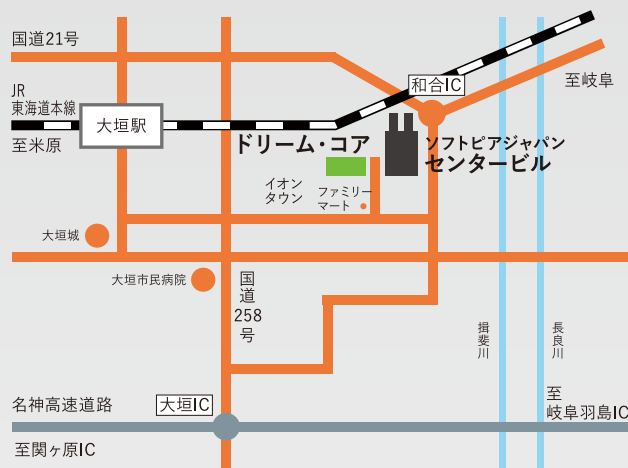 国道21号
和合IC
至岐阜
JR
東海道本線
大垣駅
至米原
ドリーム・コア
ソフトピアジャパン
センタービル
イオン
タウン
ファミリー
マート
大垣城
大垣市民病院
国道258号
揖斐川
長良川
名神高速道路
大垣IC
至
岐阜羽島IC
至関ヶ原IC